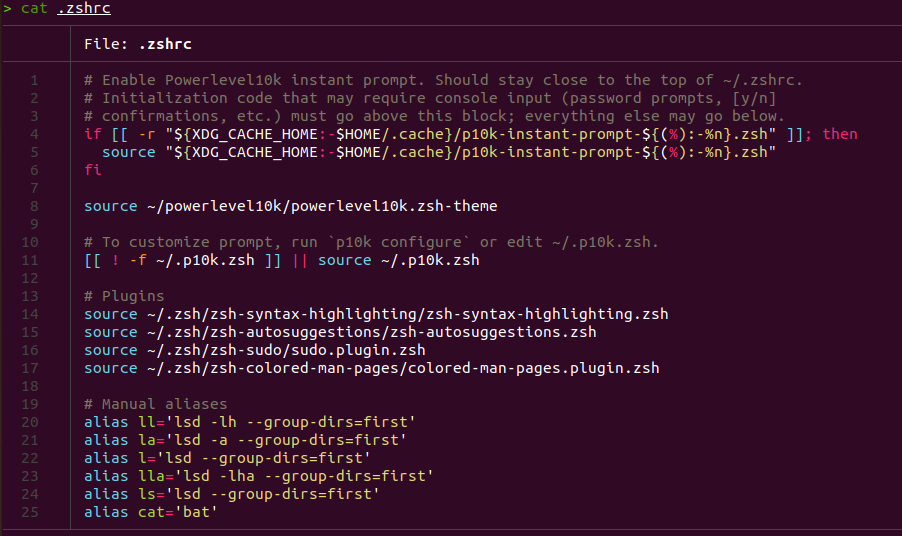 > cat .zshrc
File: .zshrc
1 # Enable Powerlevel10k instant prompt. Should stay close to the top of ~/.zshrc.
2 # Initialization code that may require console input (password prompts, [y/n]
3 # confirmations, etc.) must go above this block; everything else may go below.
4 if [[ -r "${XDG_CACHE_HOME:-$HOME/.cache}/p10k-instant-prompt-${(%):-%n}.zsh" ]]; then
5   source "${XDG_CACHE_HOME:-$HOME/.cache}/p10k-instant-prompt-${(%):-%n}.zsh"
6 fi
7
8 source ~/powerlevel10k/powerlevel10k.zsh-theme
9
10 # To customize prompt, run `p10k configure` or edit ~/.p10k.zsh.
11 [[ ! -f ~/.p10k.zsh ]] || source ~/.p10k.zsh
12
13 # Plugins
14 source ~/.zsh/zsh-syntax-highlighting/zsh-syntax-highlighting.zsh
15 source ~/.zsh/zsh-autosuggestions/zsh-autosuggestions.zsh
16 source ~/.zsh/zsh-sudo/sudo.plugin.zsh
17 source ~/.zsh/zsh-colored-man-pages/colored-man-pages.plugin.zsh
18
19 # Manual aliases
20 alias ll='lsd -lh --group-dirs=first'
21 alias la='lsd -a --group-dirs=first'
22 alias l='lsd --group-dirs=first'
23 alias lla='lsd -lha --group-dirs=first'
24 alias ls='lsd --group-dirs=first'
25 alias cat='bat'